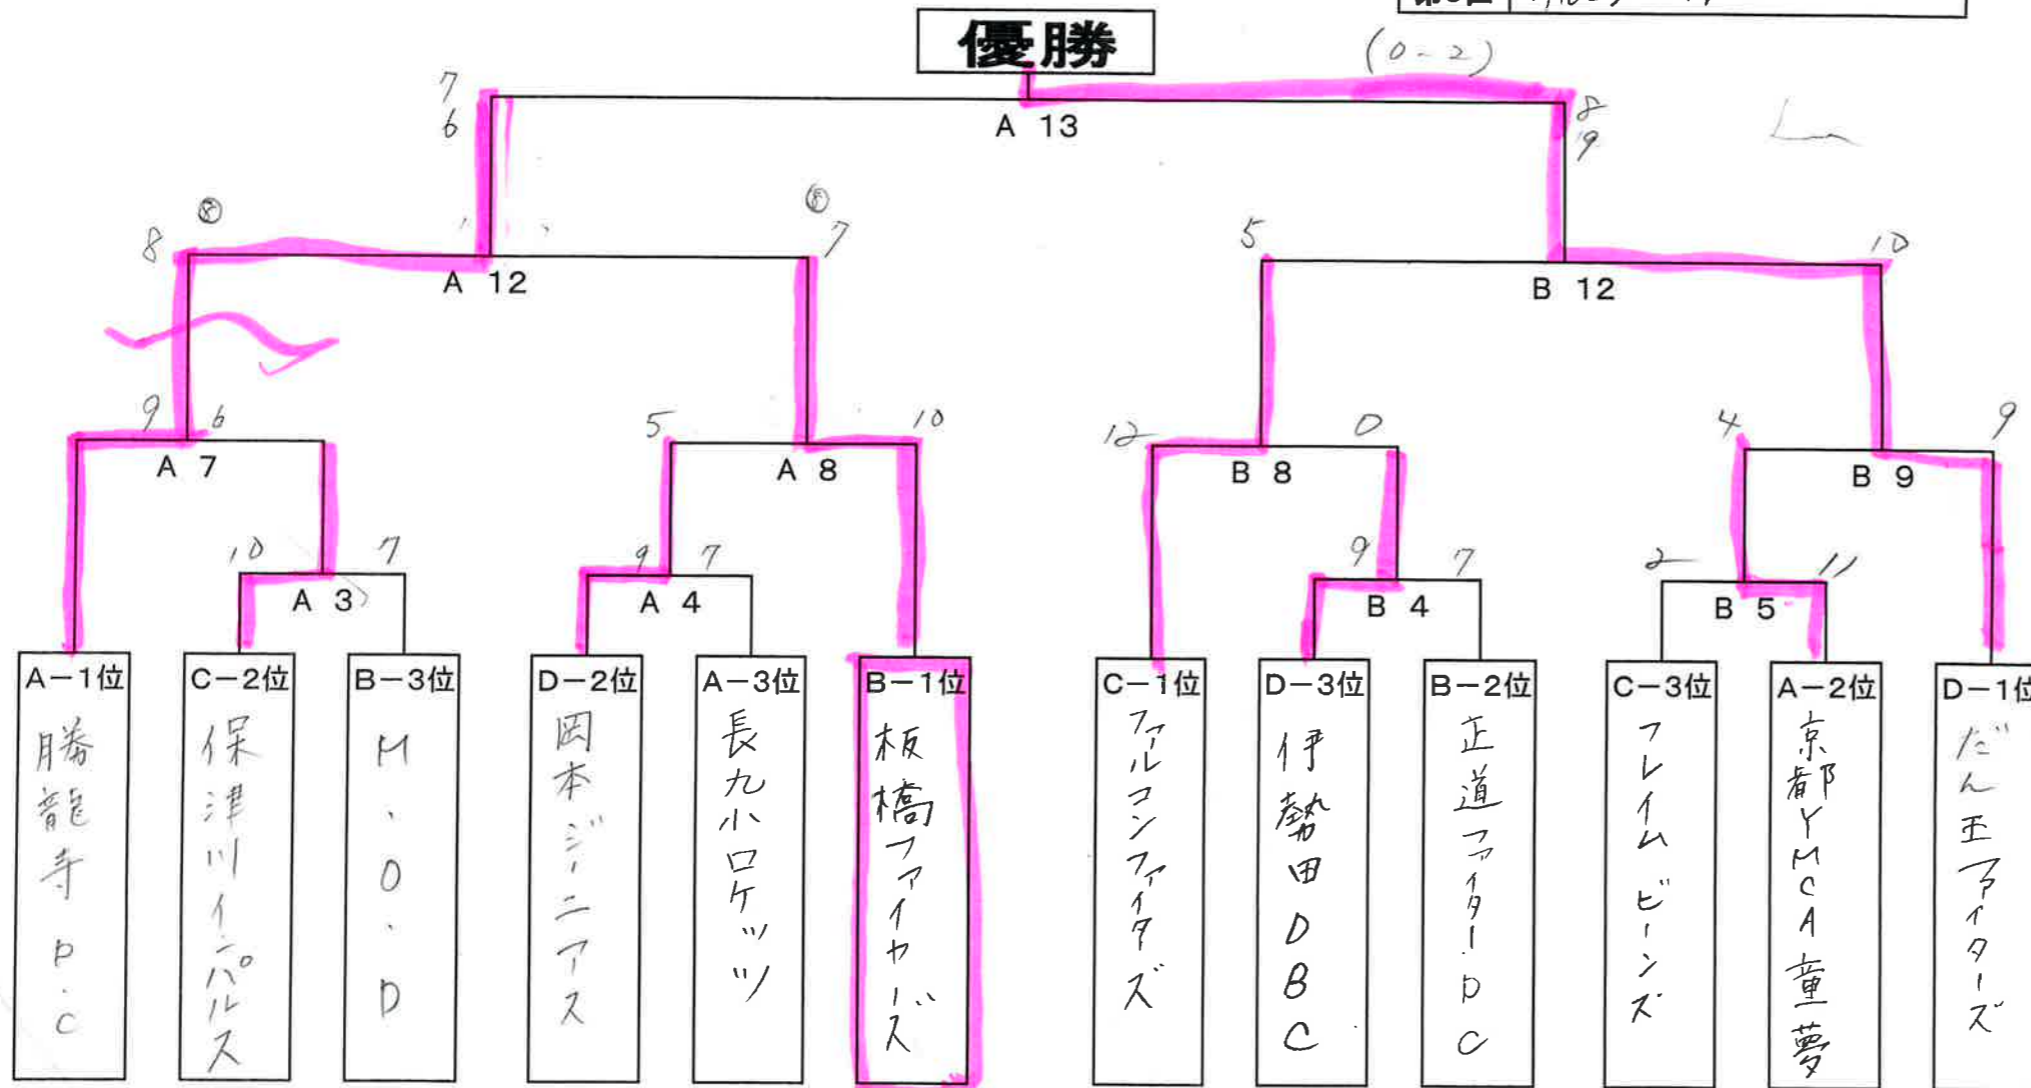 優勝
(0-2)
7
6
A 13
8
9
8
⑧
A 12
7
5
B 12
10
9
6
A 7
5
A 8
10
12
B 8
0
4
B 9
9
10
A 3
7
9
A 4
7
9
B 4
7
2
B 5
11
A-1位
勝龍寺D.C
C-2位
保津川インパルス
B-3位
M.O.D
D-2位
岡本ジーニアス
A-3位
長九小ロケッツ
B-1位
板橋ファイヤーズ
C-1位
ファルコンファイターズ
D-3位
伊勢田DBC
B-2位
正道ファイターDC
C-3位
フレイムビーンズ
A-2位
京都YMCA童夢
D-1位
だん王ファイターズ